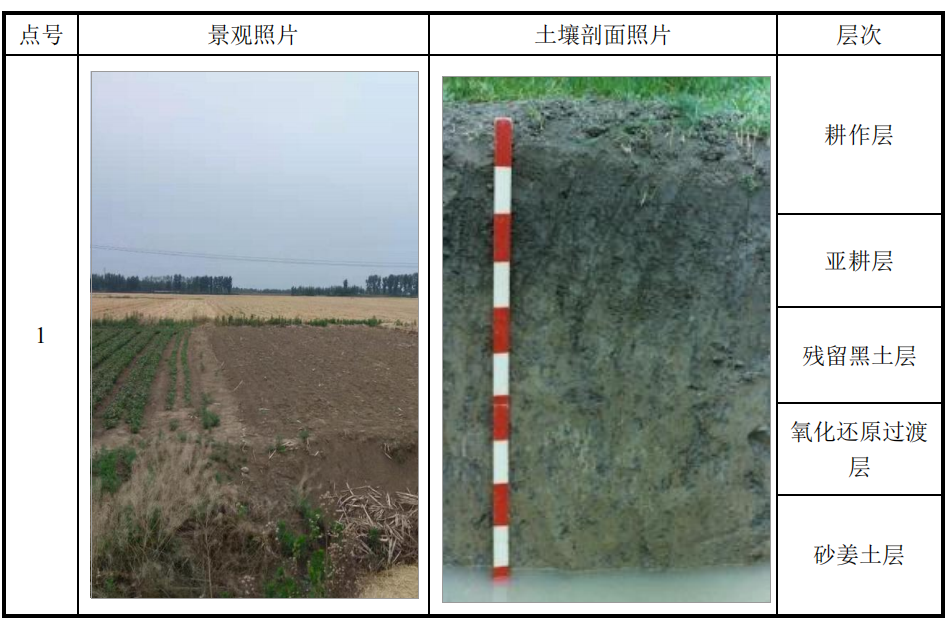 点号
景观照片
土壤剖面照片
层次
1
耕作层
亚耕层
残留黑土层
氧化还原过渡
层
砂姜土层